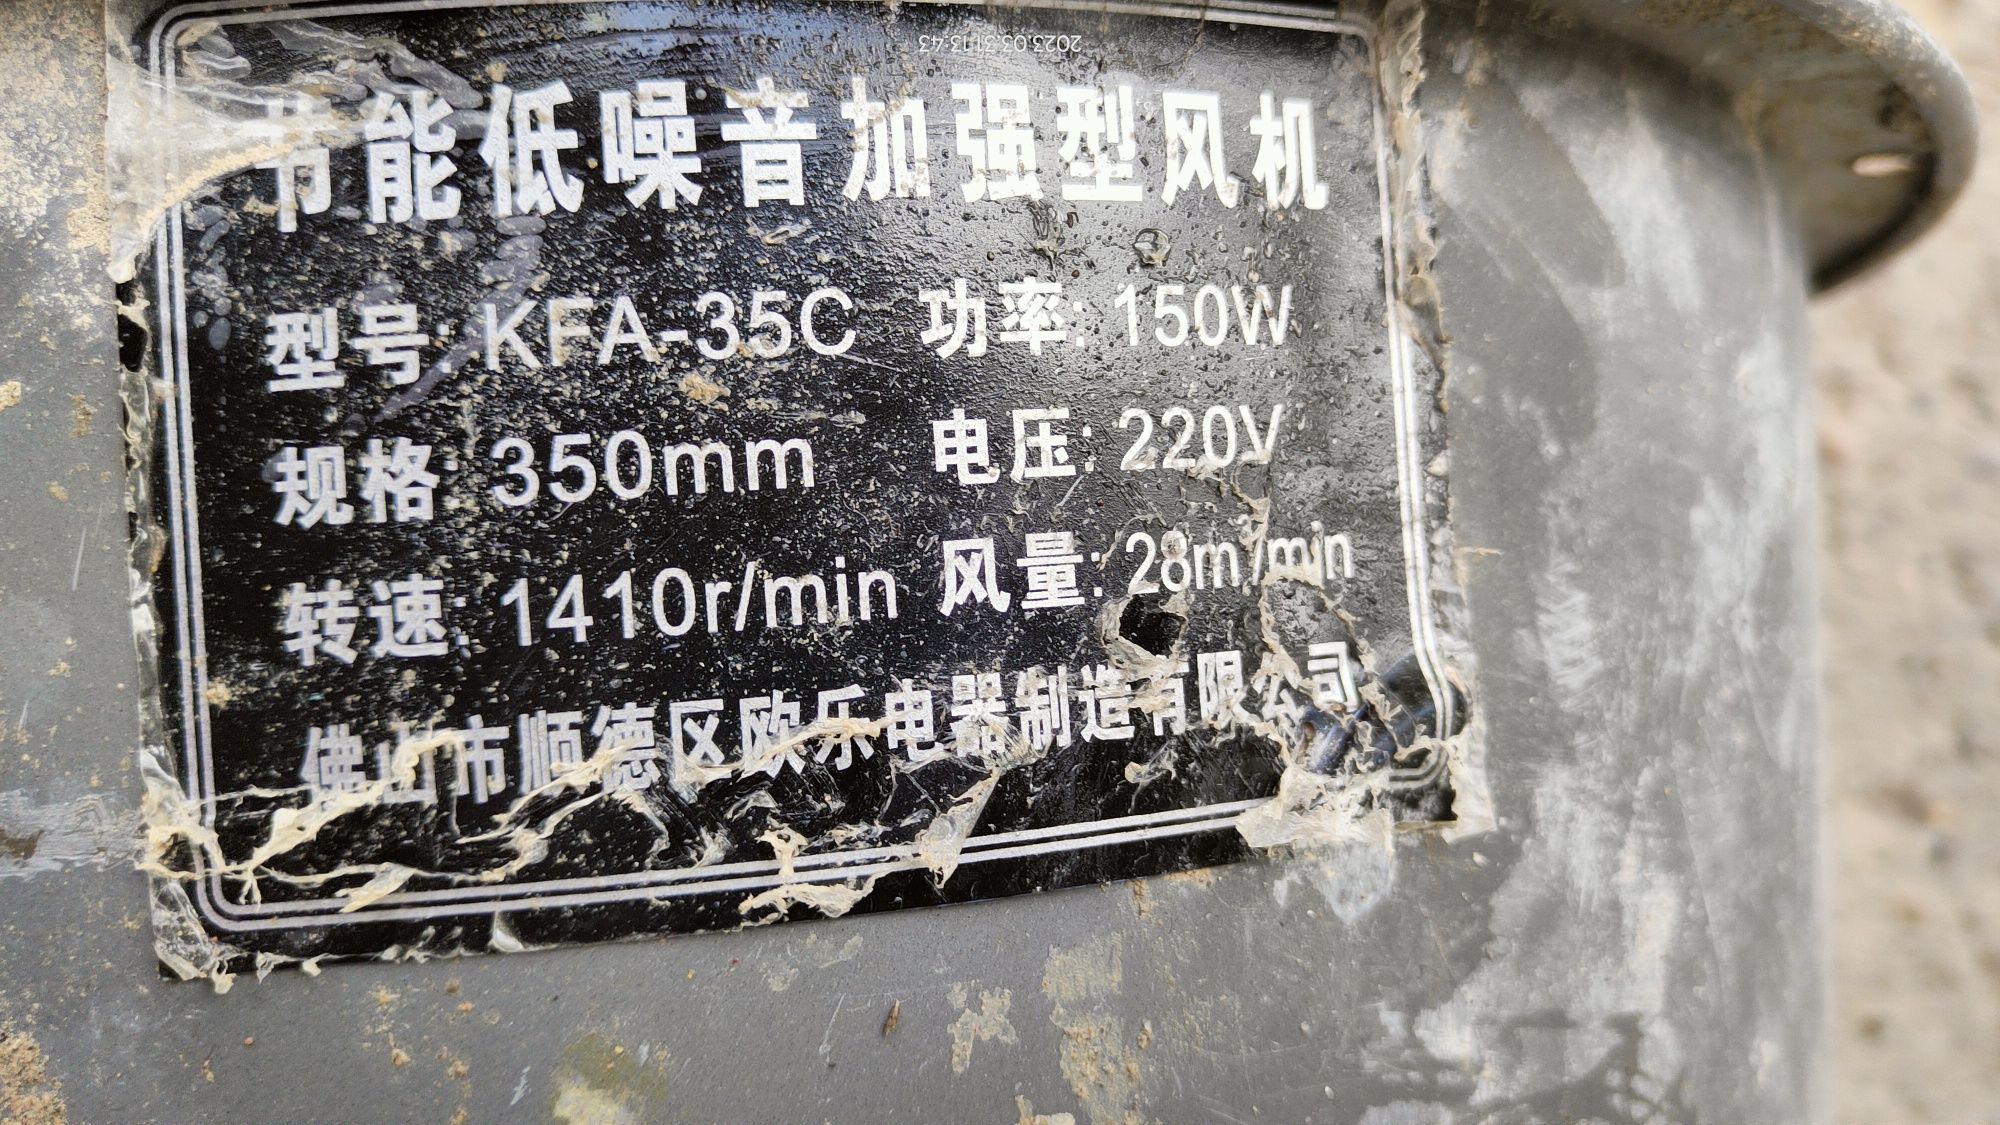 2023.03.31 13:43
节能低噪音加强型风机
型号: KFA-35C 功率: 150W
规格: 350mm 电压: 220V
转速: 1410r/min 风量: 28m³/min
佛山市顺德区欧乐电器制造有限公司